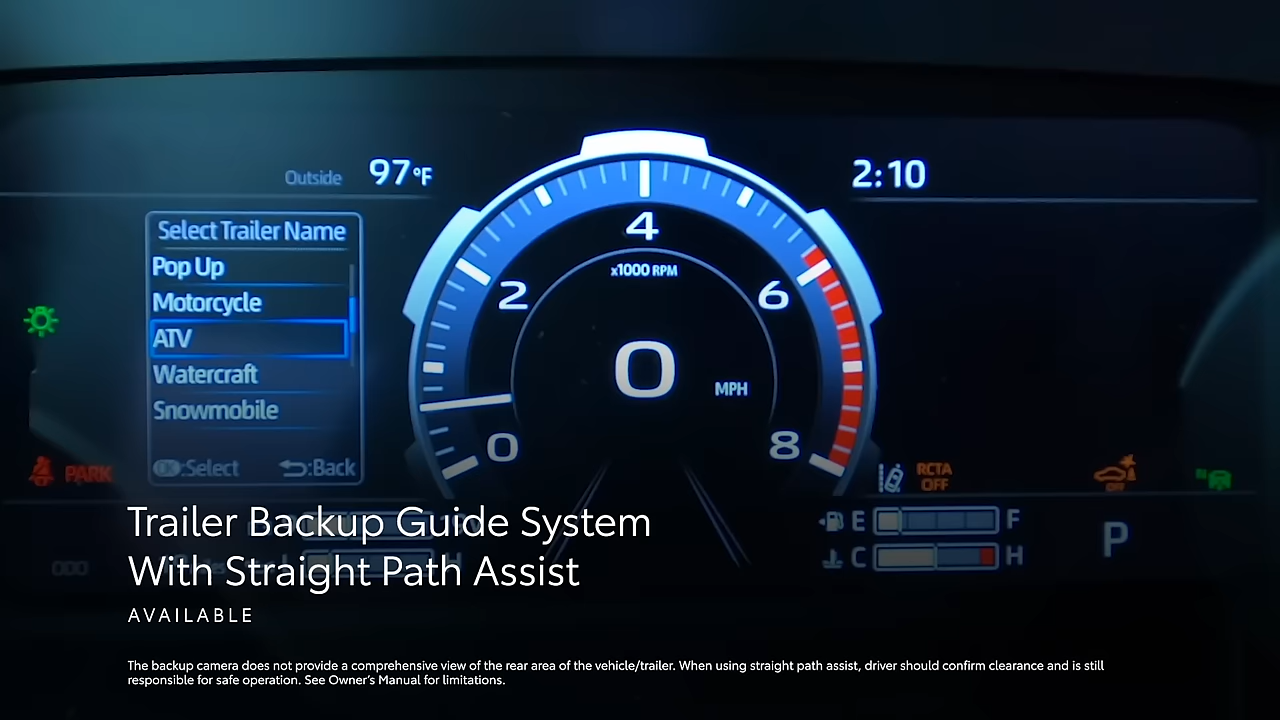 Outside 97°F
2:10
Select Trailer Name
Pop Up
Motorcycle
ATV
Watercraft
Snowmobile
OK:Select :Back
4
x1000 RPM
2
6
0
MPH
0
8
PARK
RCTA
OFF
E F
C H
P
Trailer Backup Guide System
With Straight Path Assist
AVAILABLE
The backup camera does not provide a comprehensive view of the rear area of the vehicle/trailer. When using straight path assist, driver should confirm clearance and is still
responsible for safe operation. See Owner's Manual for limitations.